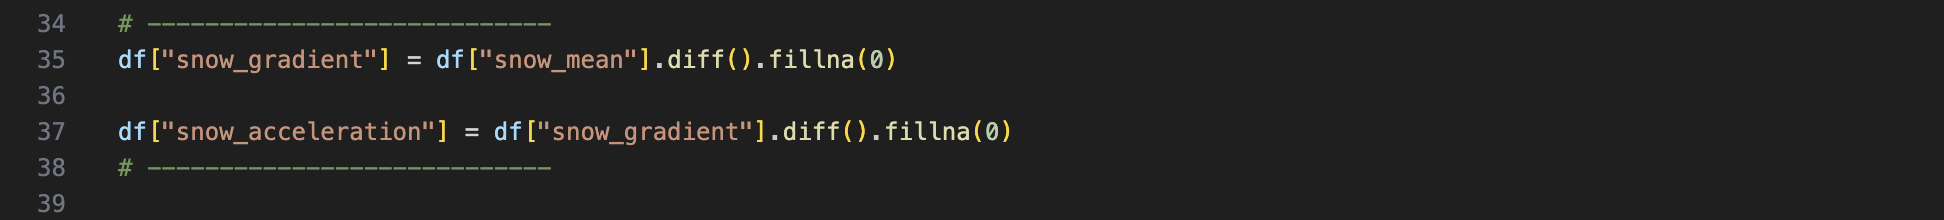 34 # ----------------------------
35 df["snow_gradient"] = df["snow_mean"].diff().fillna(0)
36
37 df["snow_acceleration"] = df["snow_gradient"].diff().fillna(0)
38 # ----------------------------
39